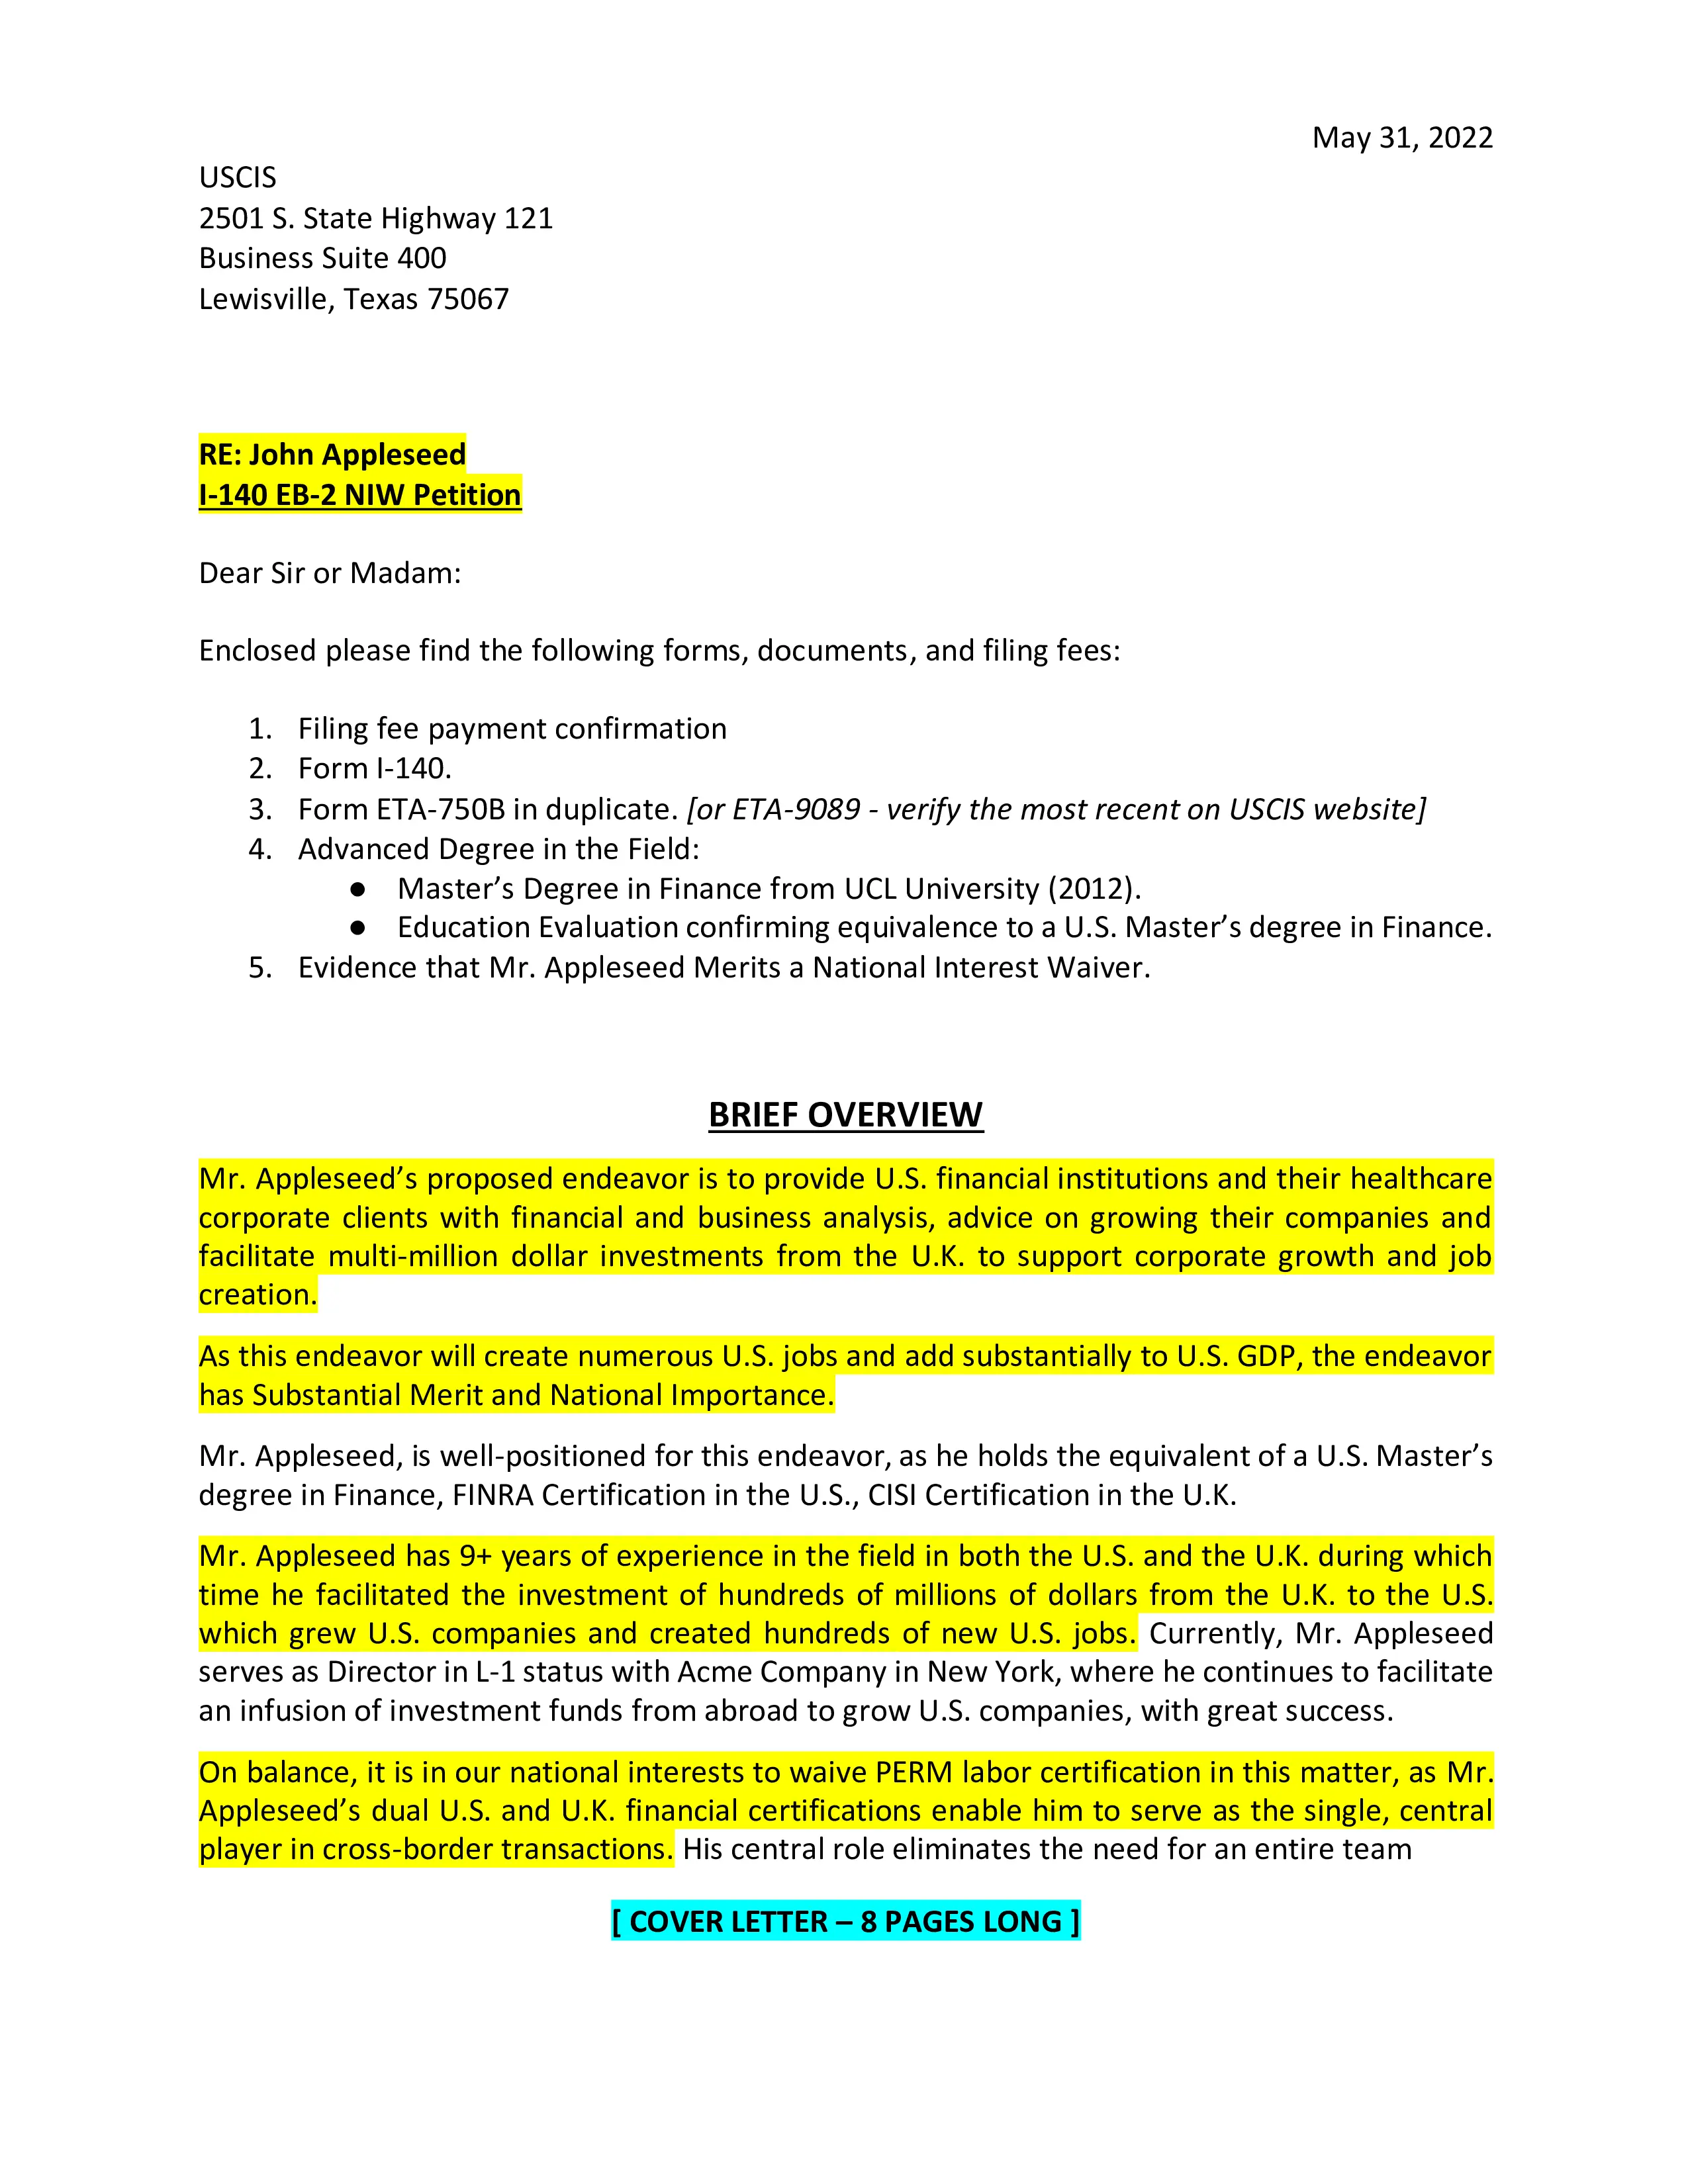 May 31, 2022
USCIS
2501 S. State Highway 121
Business Suite 400
Lewisville, Texas 75067
RE: John Appleseed
I-140 EB-2 NIW Petition
Dear Sir or Madam:
Enclosed please find the following forms, documents, and filing fees:
1. Filing fee payment confirmation
2. Form I-140.
3. Form ETA-750B in duplicate. [or ETA-9089 - verify the most recent on USCIS website]
4. Advanced Degree in the Field:
● Master’s Degree in Finance from UCL University (2012).
● Education Evaluation confirming equivalence to a U.S. Master’s degree in Finance.
5. Evidence that Mr. Appleseed Merits a National Interest Waiver.
BRIEF OVERVIEW
Mr. Appleseed’s proposed endeavor is to provide U.S. financial institutions and their healthcare
corporate clients with financial and business analysis, advice on growing their companies and
facilitate multi-million dollar investments from the U.K. to support corporate growth and job
creation.
As this endeavor will create numerous U.S. jobs and add substantially to U.S. GDP, the endeavor
has Substantial Merit and National Importance.
Mr. Appleseed, is well-positioned for this endeavor, as he holds the equivalent of a U.S. Master’s
degree in Finance, FINRA Certification in the U.S., CISI Certification in the U.K.
Mr. Appleseed has 9+ years of experience in the field in both the U.S. and the U.K. during which
time he facilitated the investment of hundreds of millions of dollars from the U.K. to the U.S.
which grew U.S. companies and created hundreds of new U.S. jobs. Currently, Mr. Appleseed
serves as Director in L-1 status with Acme Company in New York, where he continues to facilitate
an infusion of investment funds from abroad to grow U.S. companies, with great success.
On balance, it is in our national interests to waive PERM labor certification in this matter, as Mr.
Appleseed’s dual U.S. and U.K. financial certifications enable him to serve as the single, central
player in cross-border transactions. His central role eliminates the need for an entire team
[ COVER LETTER – 8 PAGES LONG ]